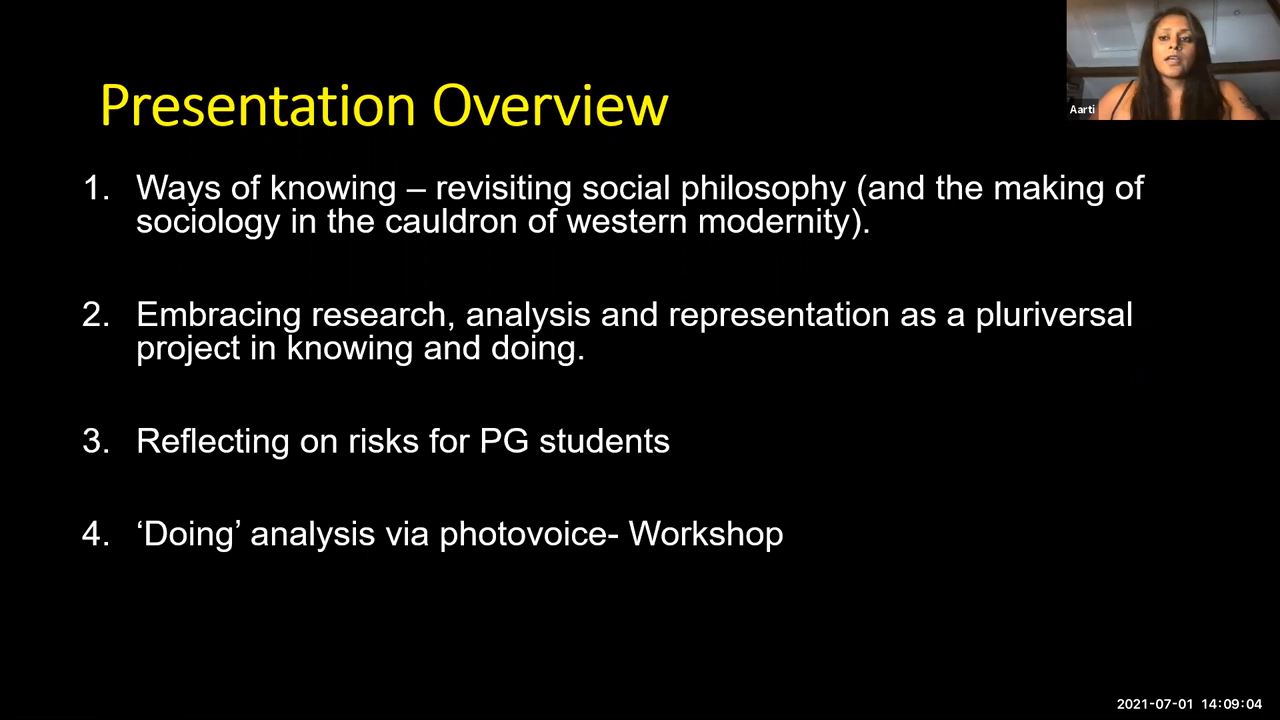 Aarti
Presentation Overview
1. Ways of knowing – revisiting social philosophy (and the making of
sociology in the cauldron of western modernity).
2. Embracing research, analysis and representation as a pluriversal
project in knowing and doing.
3. Reflecting on risks for PG students
4. ‘Doing’ analysis via photovoice- Workshop
2021-07-01 14:09:04